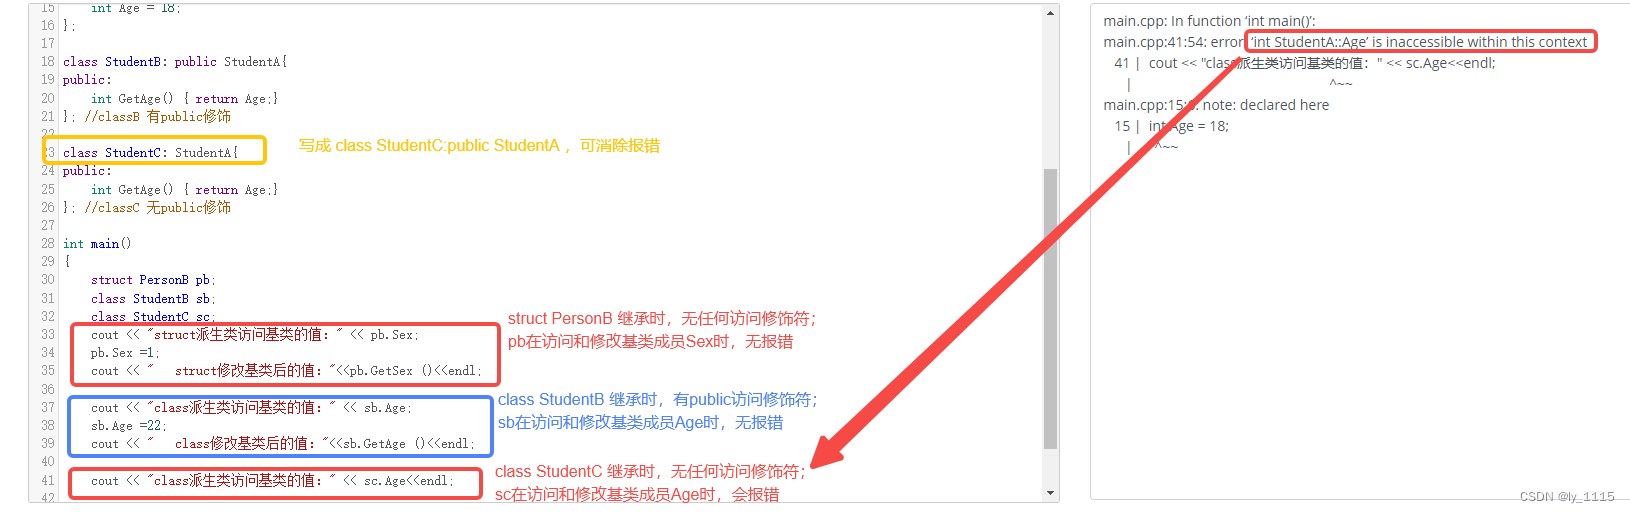 15     int Age = 18;
16 };
17
18 class StudentB: public StudentA{
19 public:
20     int GetAge() { return Age;}
21 }; //classB 有public修饰
22
23 class StudentC: StudentA{
写成 class StudentC:public StudentA ，可消除报错
24 public:
25     int GetAge() { return Age;}
26 }; //classC 无public修饰
27
28 int main()
29 {
30     struct PersonB pb;
31     class StudentB sb;
32     class StudentC sc;
33     cout << "struct派生类访问基类的值：" << pb.Sex;
34     pb.Sex =1;
35     cout << "   struct修改基类后的值："<<pb.GetSex ()<<endl;
36
struct PersonB 继承时，无任何访问修饰符；
pb在访问和修改基类成员Sex时，无报错
37     cout << "class派生类访问基类的值：" << sb.Age;
38     sb.Age =22;
39     cout << "   class修改基类后的值："<<sb.GetAge ()<<endl;
40
class StudentB 继承时，有public访问修饰符；
sb在访问和修改基类成员Age时，无报错
41     cout << "class派生类访问基类的值：" << sc.Age<<endl;
42
class StudentC 继承时，无任何访问修饰符；
sc在访问和修改基类成员Age时，会报错
main.cpp: In function ‘int main()’:
main.cpp:41:54: error: ‘int StudentA::Age’ is inaccessible within this context
41 |  cout << "class派生类访问基类的值：" << sc.Age<<endl;
|                                                      ^~~
main.cpp:15:9: note: declared here
15 |  int Age = 18;
|      ^~~
CSDN @ly_1115